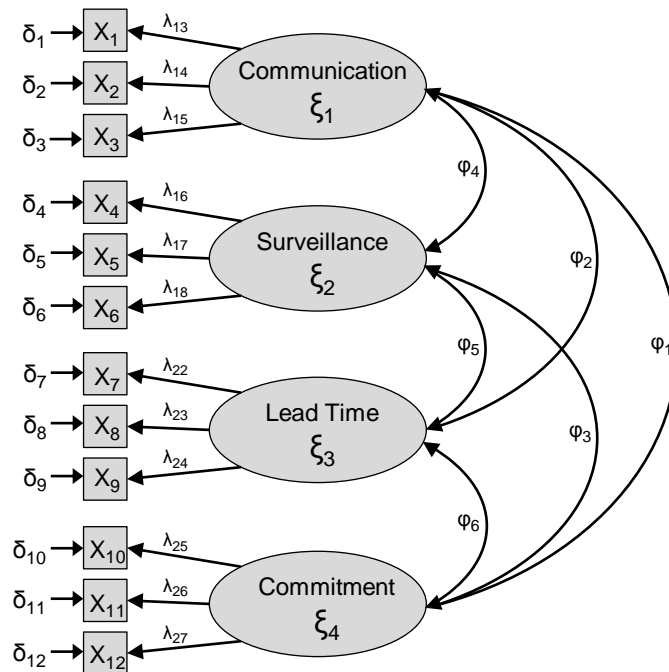 δ₁ X₁ λ₁₃
δ₂ X₂ λ₁₄
δ₃ X₃ λ₁₅
Communication
ξ₁
φ₄
δ₄ X₄ λ₁₆
δ₅ X₅ λ₁₇
δ₆ X₆ λ₁₈
Surveillance
ξ₂
φ₂
φ₅
φ₁
δ₇ X₇ λ₂₂
δ₈ X₈ λ₂₃
δ₉ X₉ λ₂₄
Lead Time
ξ₃
φ₃
φ₆
δ₁₀ X₁₀ λ₂₅
δ₁₁ X₁₁ λ₂₆
δ₁₂ X₁₂ λ₂₇
Commitment
ξ₄